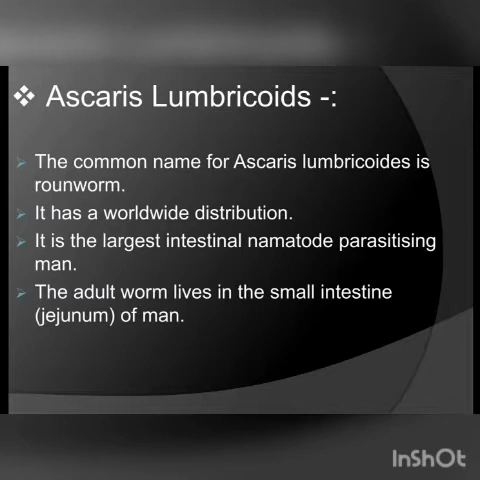 ❖ Ascaris Lumbricoids -:
➢ The common name for Ascaris lumbricoides is
rounworm.
➢ It has a worldwide distribution.
➢ It is the largest intestinal namatode parasitising
man.
➢ The adult worm lives in the small intestine
(jejunum) of man.
InShOt